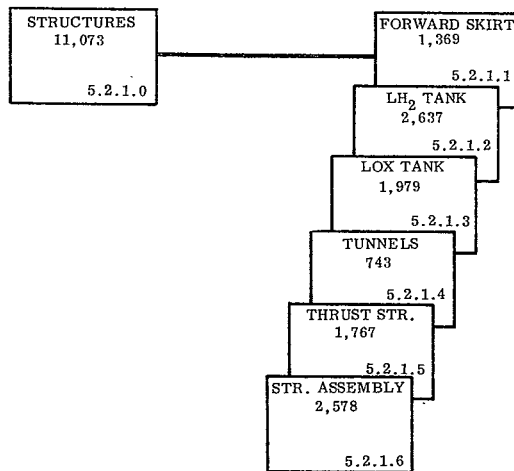 STRUCTURES
11,073
5.2.1.0
FORWARD SKIRT
1,369
5.2.1.1
LH₂ TANK
2,637
5.2.1.2
LOX TANK
1,979
5.2.1.3
TUNNELS
743
5.2.1.4
THRUST STR.
1,767
5.2.1.5
STR. ASSEMBLY
2,578
5.2.1.6